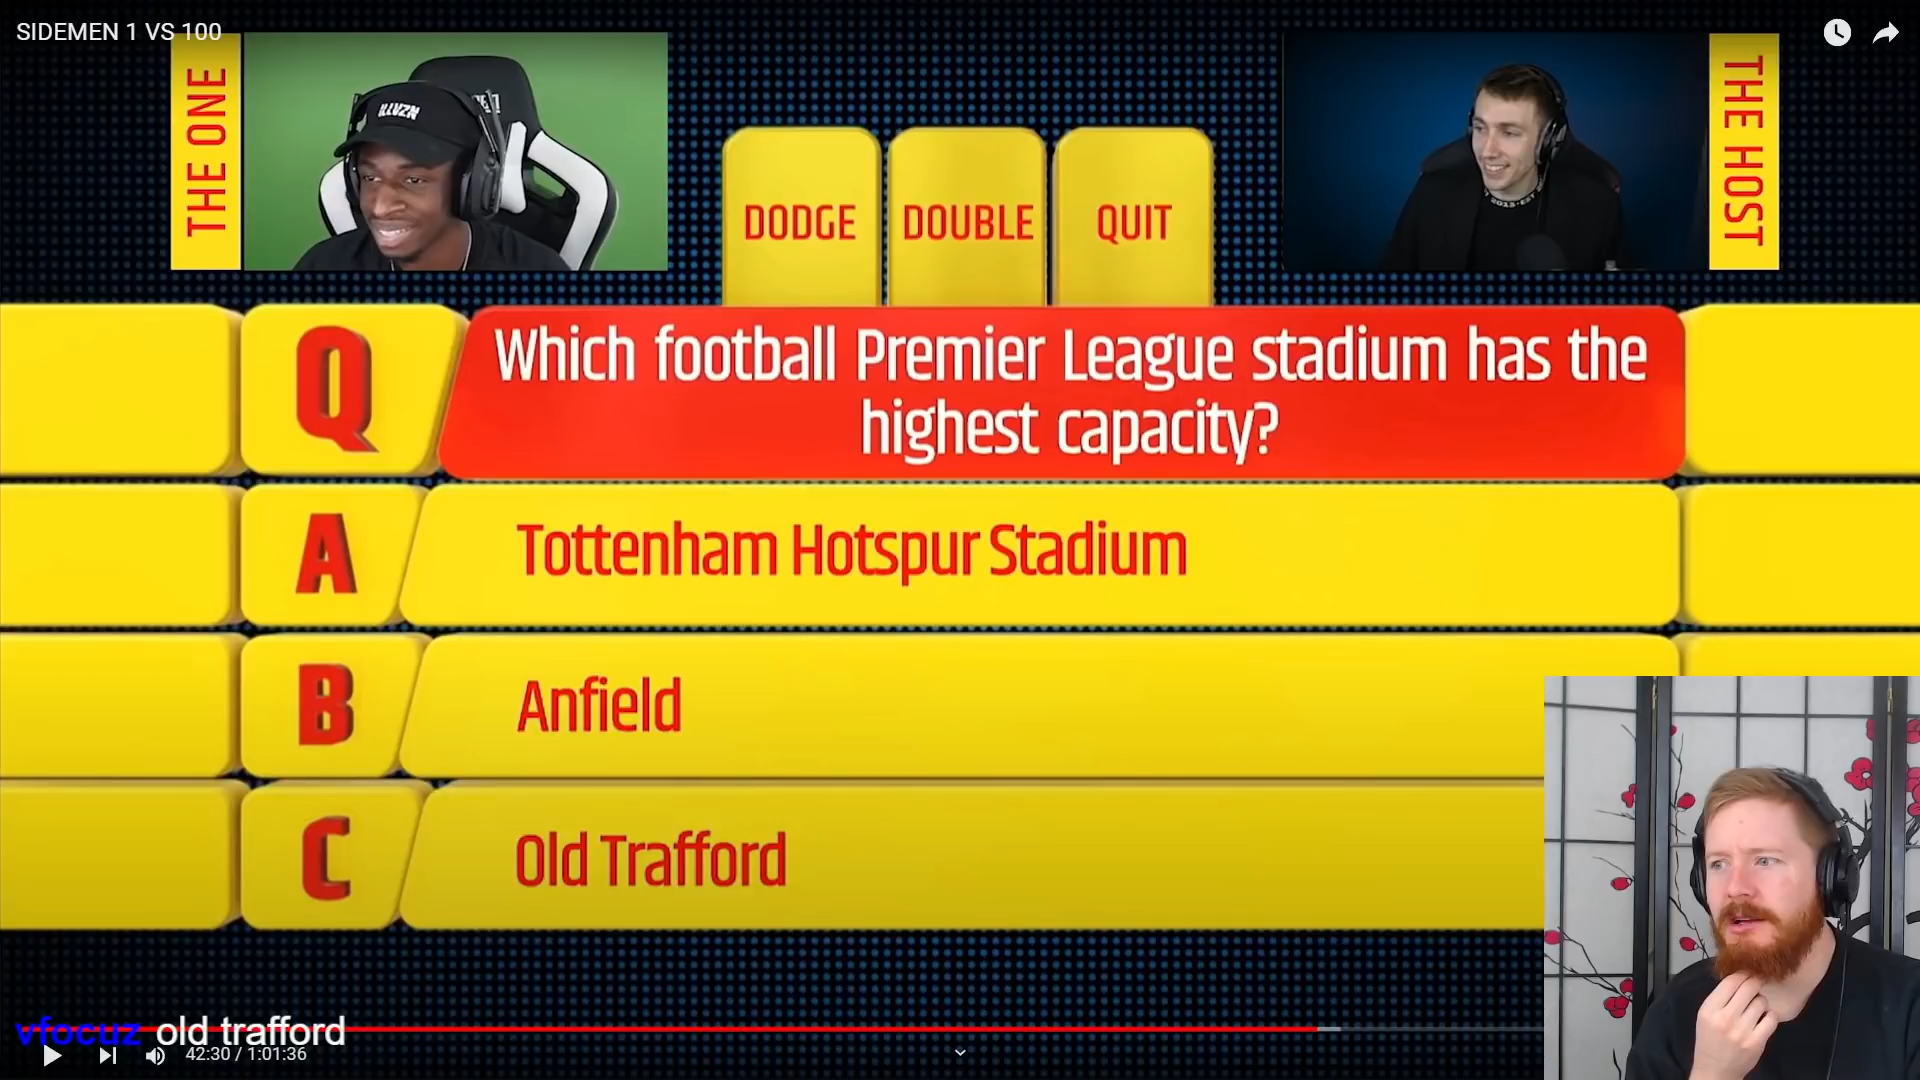 SIDEMEN 1 VS 100
THE ONE
ILLVZN
DODGE
DOUBLE
QUIT
THE HOST
Q
Which football Premier League stadium has the
highest capacity?
A
Tottenham Hotspur Stadium
B
Anfield
C
Old Trafford
vfocuz old trafford
42:30 / 1:01:36